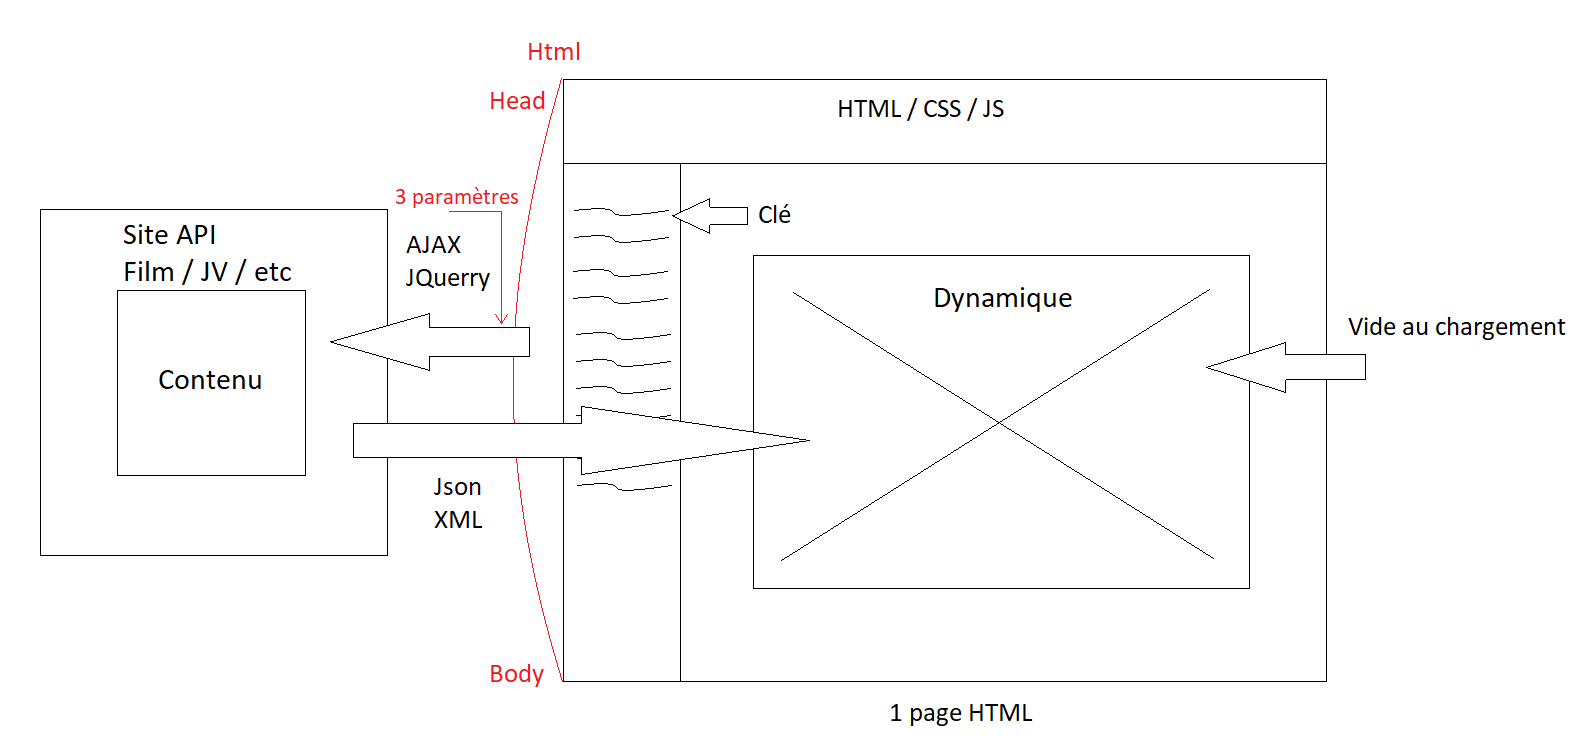 Html
Head
HTML / CSS / JS
3 paramètres
Clé
Site API
Film / JV / etc
AJAX
JQuerry
Dynamique
Vide au chargement
Contenu
Json
XML
Body
1 page HTML